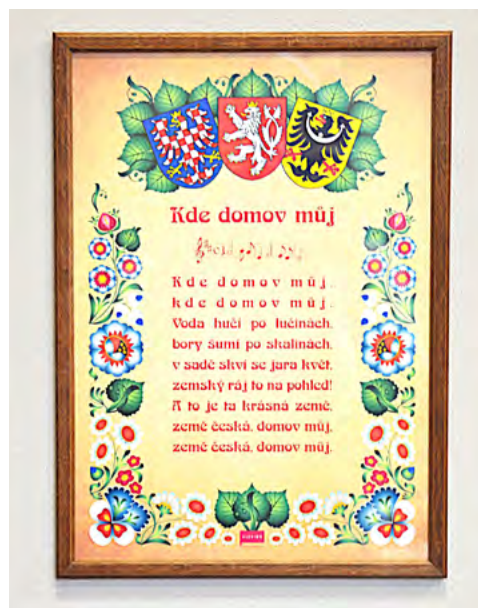 Kde domov můj
Kde domov můj,
kde domov můj.
Voda hučí po lučinách,
bory šumí po skalinách,
v sadě skví se jara květ,
zemský ráj to na pohled!
A to je ta krásná země,
země česká, domov můj,
země česká, domov můj.